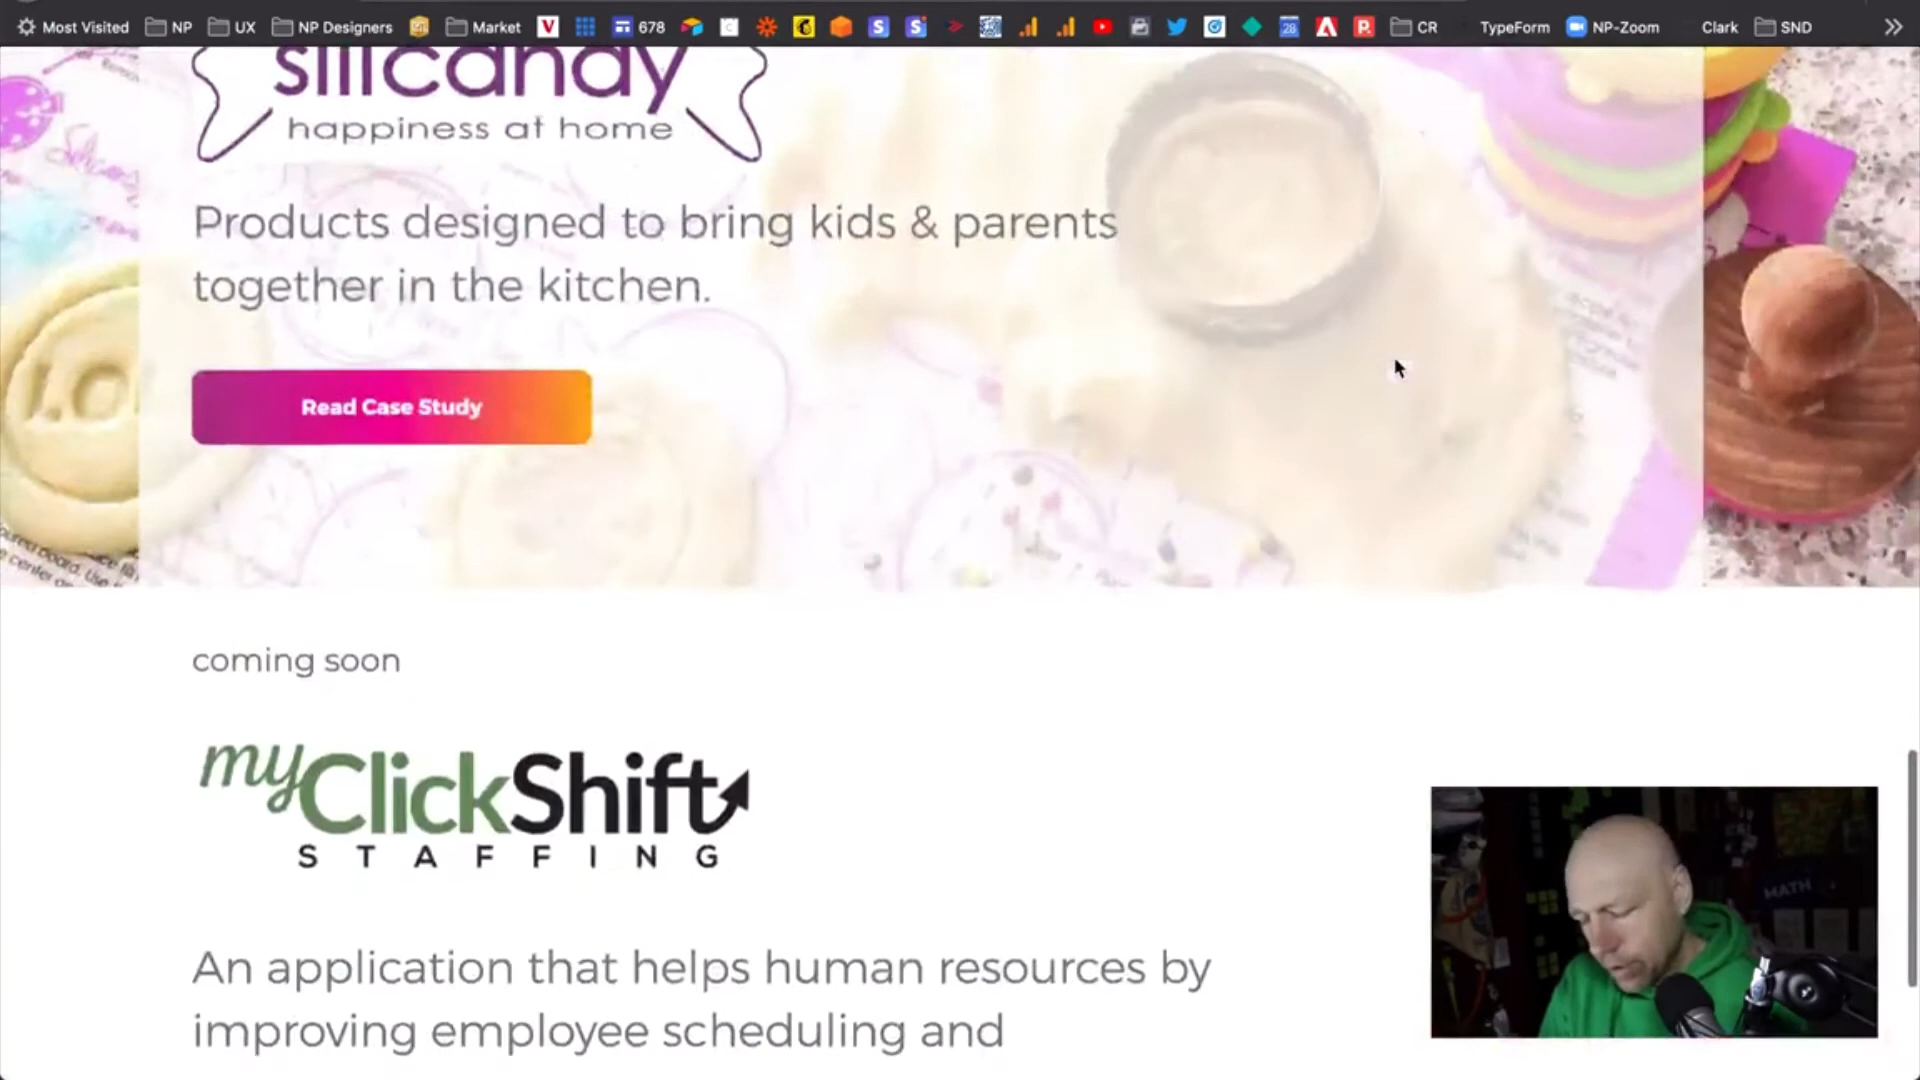 Most Visited NP UX NP Designers Market 678 CR TypeForm NP-Zoom Clark SND
silicandy
happiness at home
Products designed to bring kids & parents
together in the kitchen.
Read Case Study
coming soon
myClickShift
STAFFING
An application that helps human resources by
improving employee scheduling and
MATH